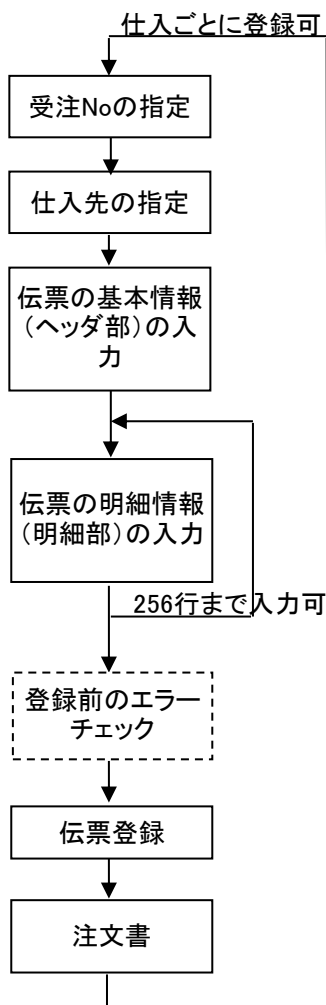 仕入ごとに登録可
受注Noの指定
仕入先の指定
伝票の基本情報
(ヘッダ部)の入
力
伝票の明細情報
(明細部)の入力
256行まで入力可
登録前のエラー
チェック
伝票登録
注文書